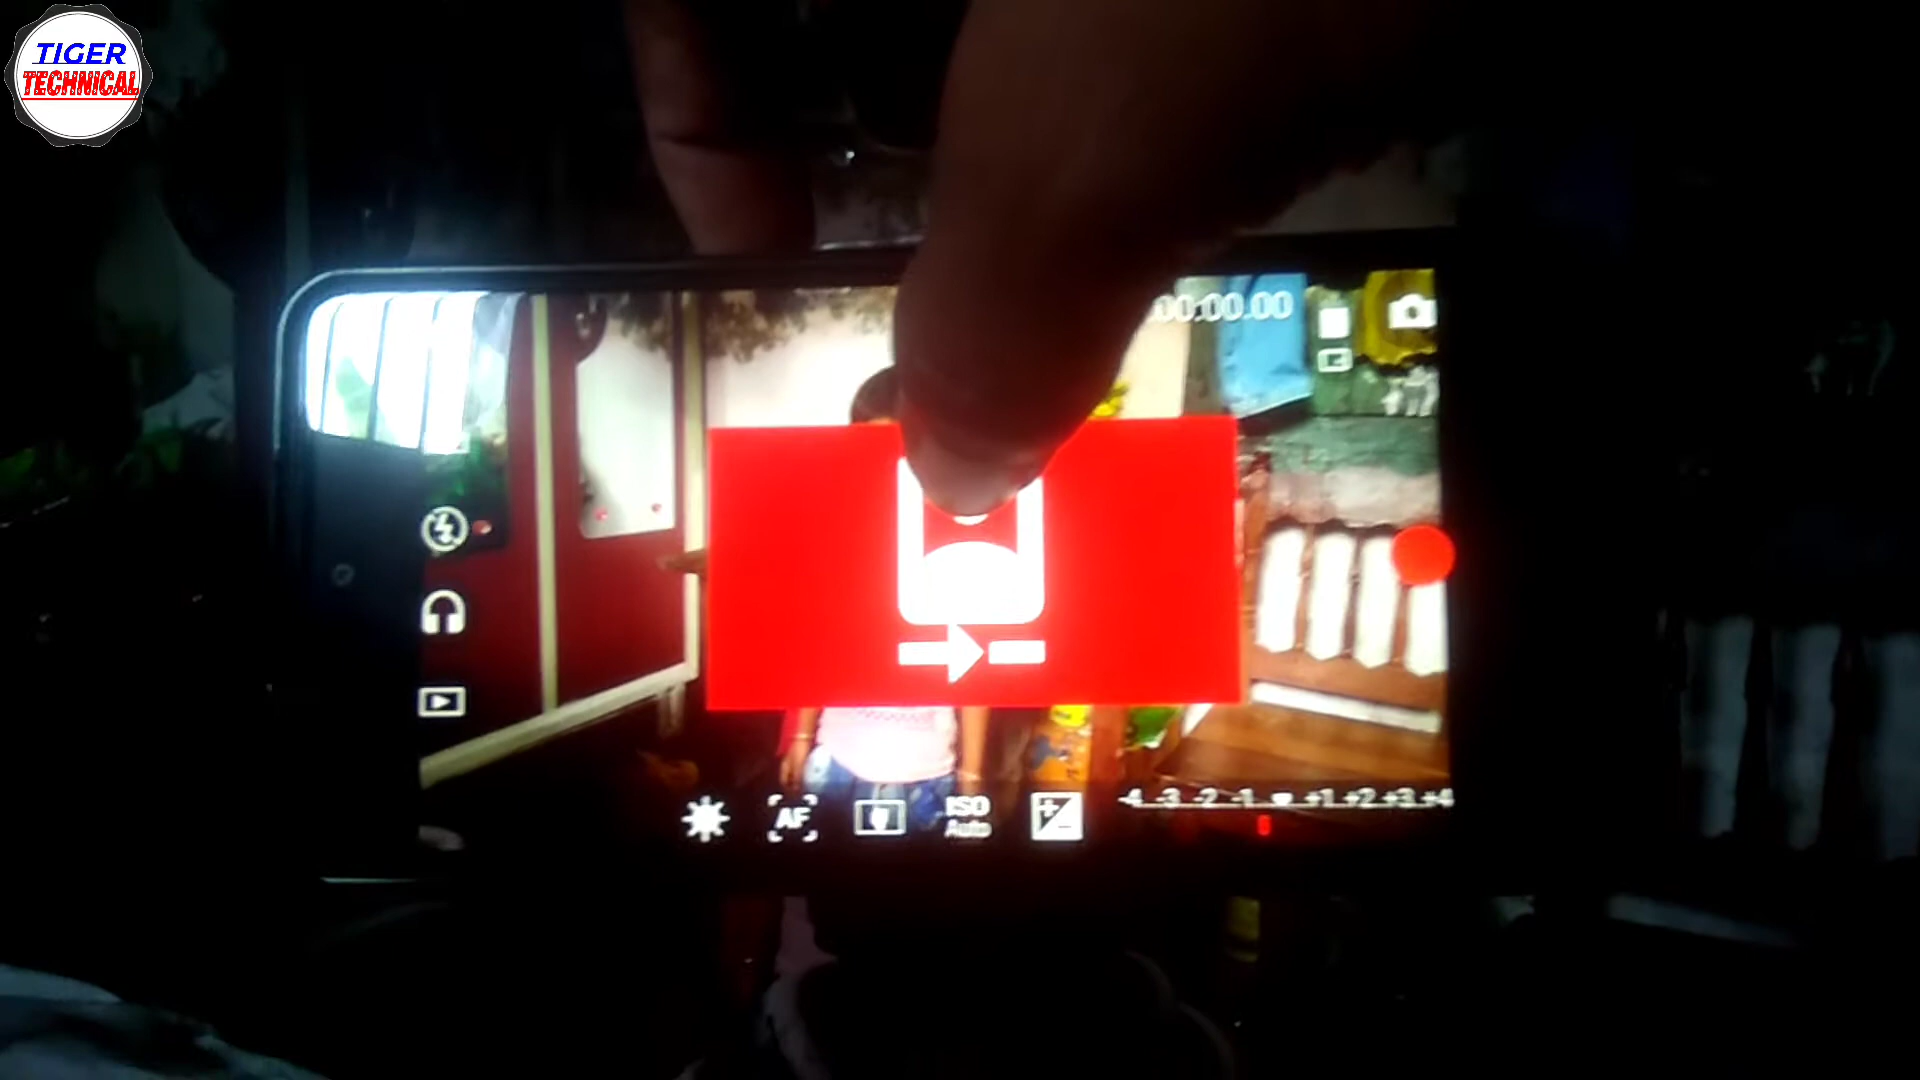 TIGER
TECHNICAL
00:00.00
AF
ISO
Auto
-4 -3 -2 -1 +1 +2 +3 +4